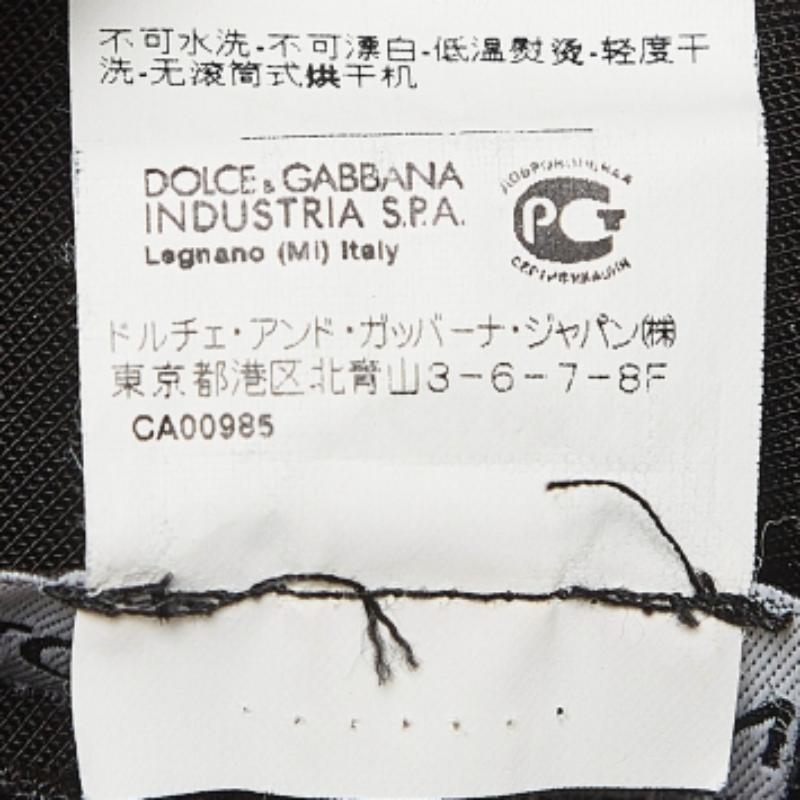 不可水洗-不可漂白-低温熨烫-轻度干
洗-无滚筒式烘干机
DOLCE & GABBANA
INDUSTRIA S.P.A.
Legnano (MI) Italy
РСТ
ドルチェ・アンド・ガッバーナ・ジャパン㈱
東京都港区北青山3-6-7-8F
CA00985